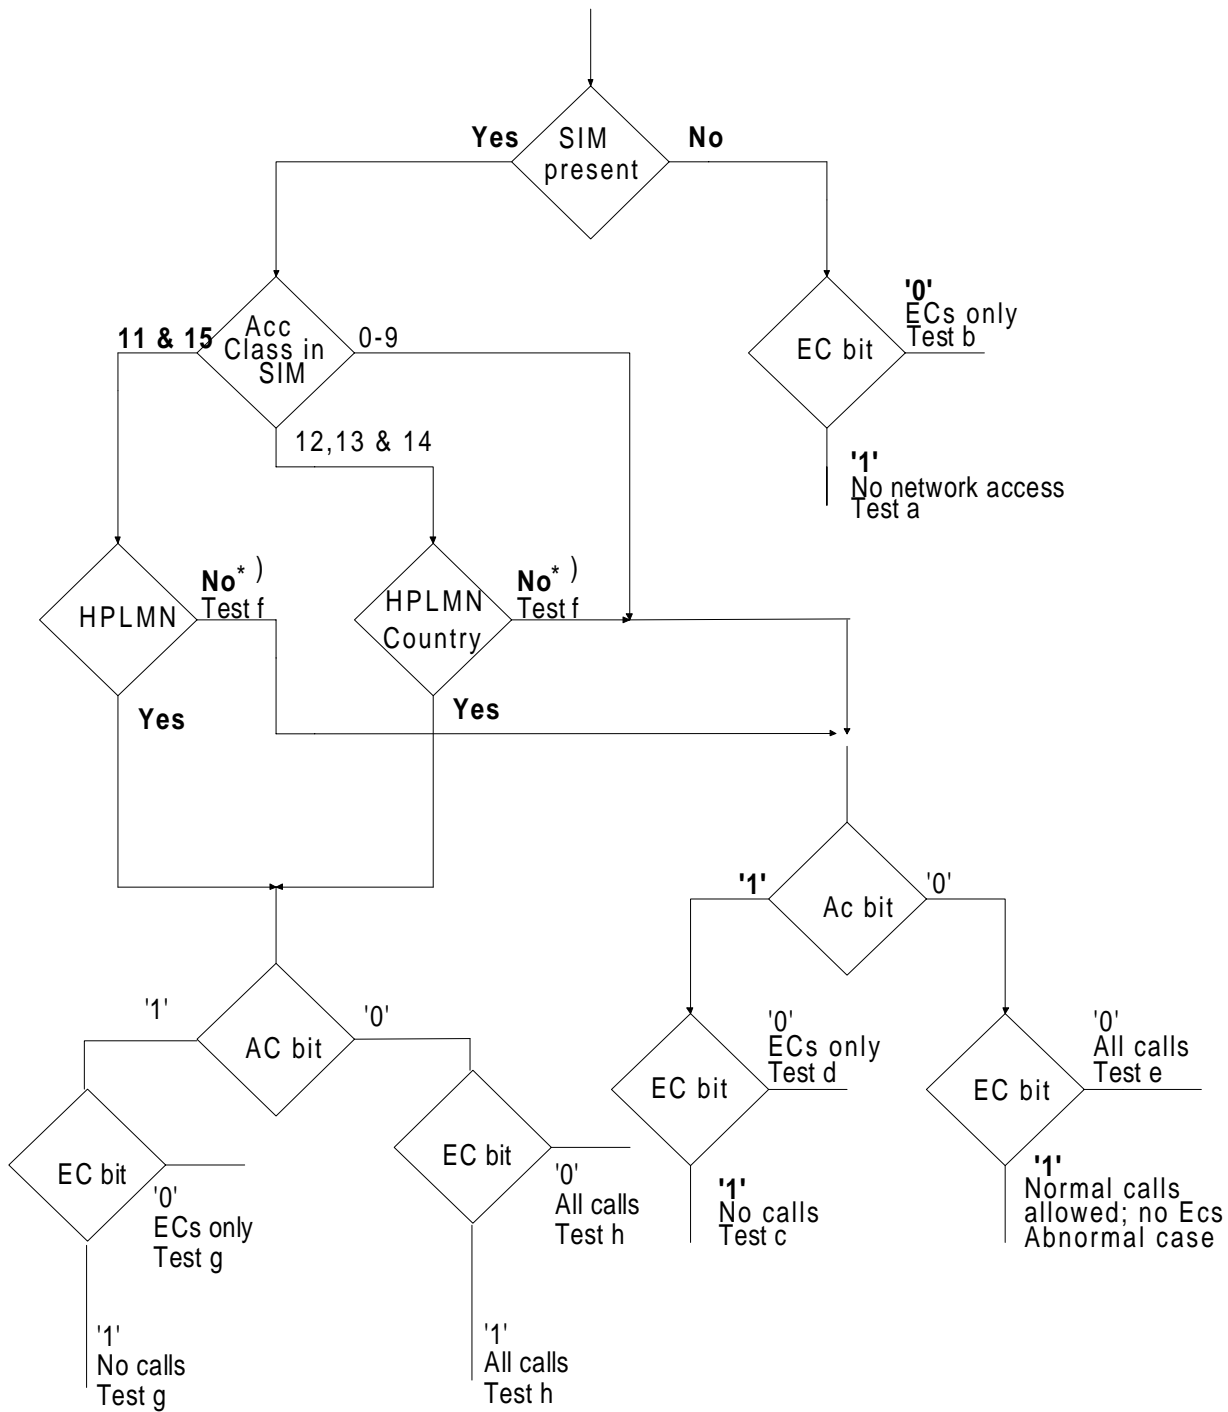 Yes
SIM
present
No
11 & 15
Acc
Class in
SIM
0-9
'0'
ECs only
Test b
EC bit
12,13 & 14
'1'
No network access
Test a
HPLMN
No* )
Test f
HPLMN
Country
No* )
Test f
Yes
Yes
'1'
Ac bit
'0'
'1'
AC bit
'0'
EC bit
'0'
ECs only
Test d
EC bit
'0'
All calls
Test e
EC bit
'0'
ECs only
Test g
EC bit
'0'
All calls
Test h
'1'
No calls
Test c
'1'
Normal calls
allowed; no Ecs
Abnormal case
'1'
No calls
Test g
'1'
All calls
Test h